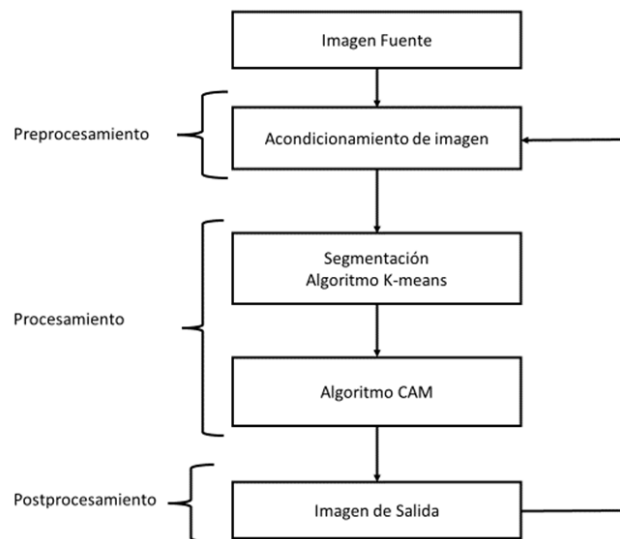 Imagen Fuente
Preprocesamiento
Acondicionamiento de imagen
Segmentación
Algoritmo K-means
Procesamiento
Algoritmo CAM
Postprocesamiento
Imagen de Salida